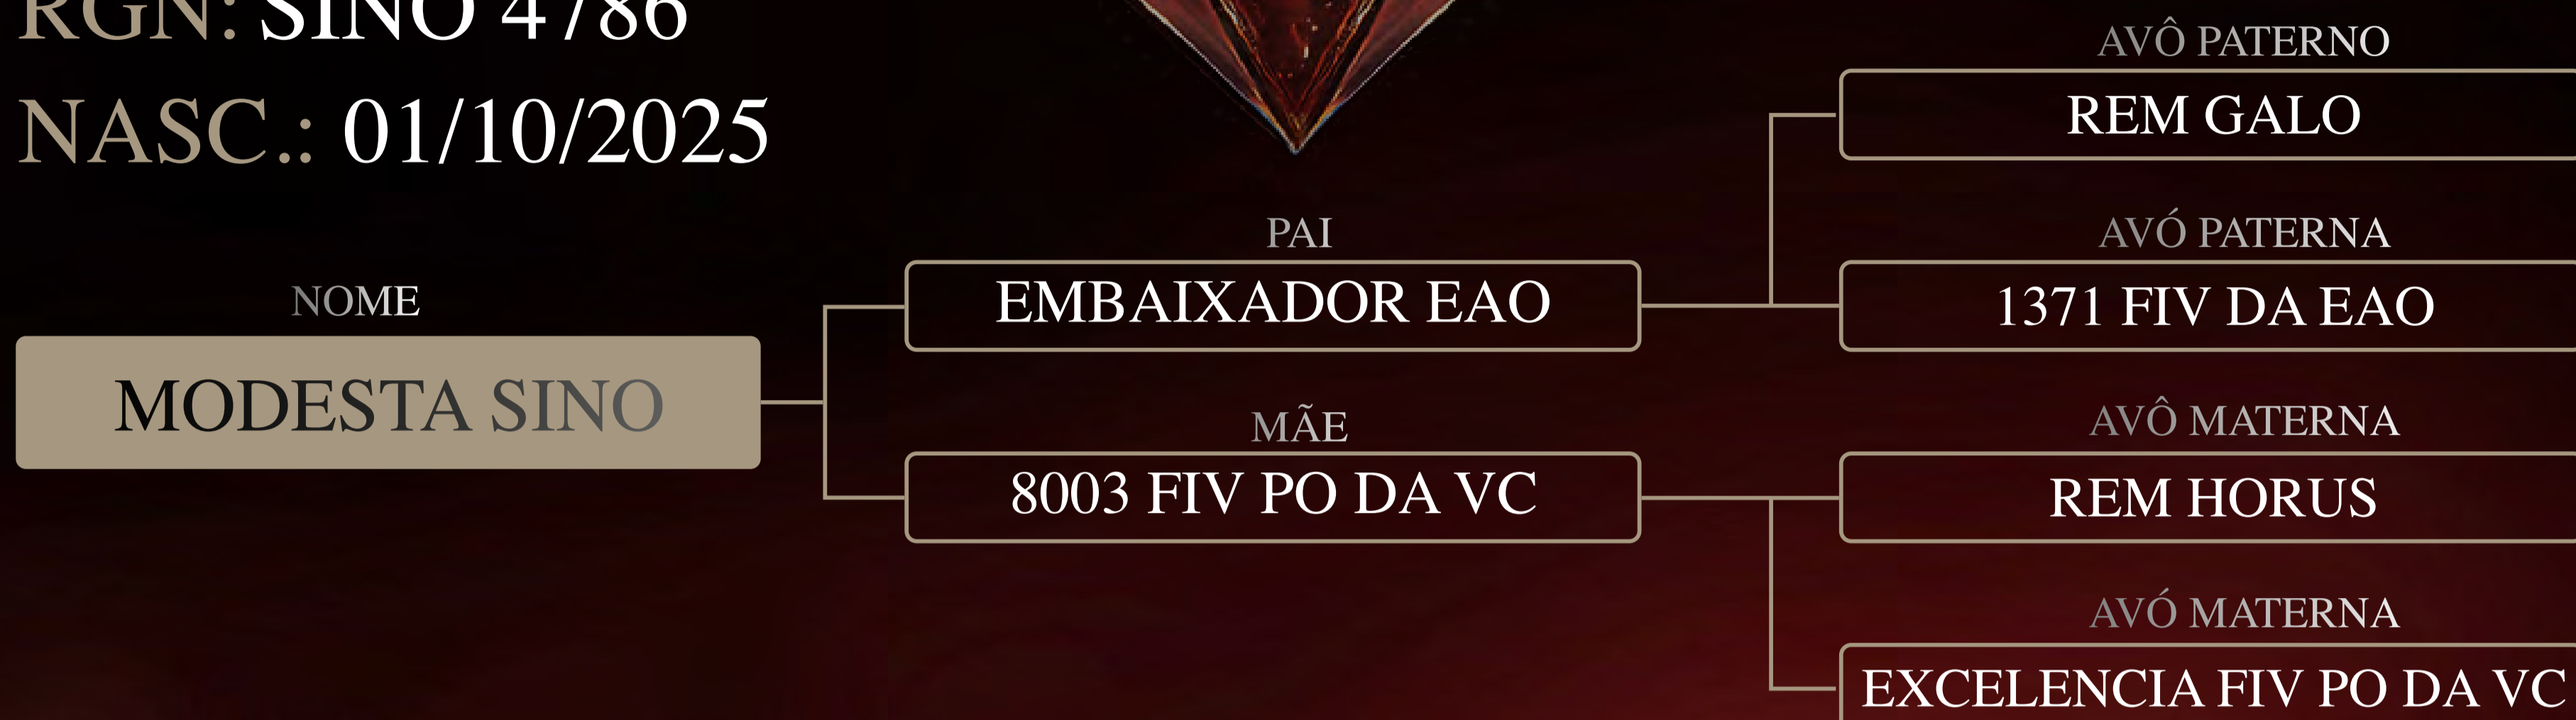 RGN: SINO 4786
NASC.: 01/10/2025
NOME
MODESTA SINO
PAI
EMBAIXADOR EAO
MÃE
8003 FIV PO DA VC
AVÔ PATERNO
REM GALO
AVÓ PATERNA
1371 FIV DA EAO
AVÔ MATERNA
REM HORUS
AVÓ MATERNA
EXCELENCIA FIV PO DA VC